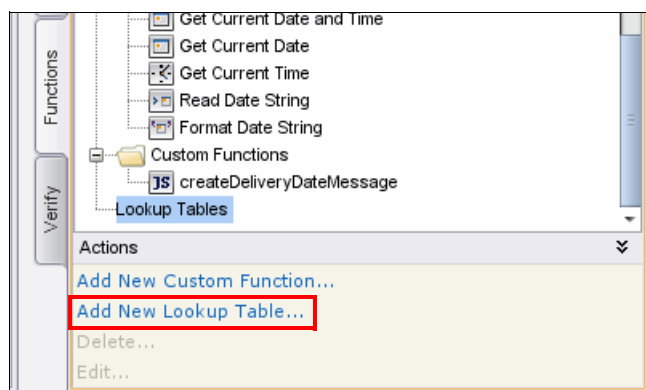 Functions
Verify
Get Current Date and Time
Get Current Date
Get Current Time
Read Date String
Format Date String
Custom Functions
JS createDeliveryDateMessage
Lookup Tables
Actions
Add New Custom Function...
Add New Lookup Table...
Delete...
Edit...